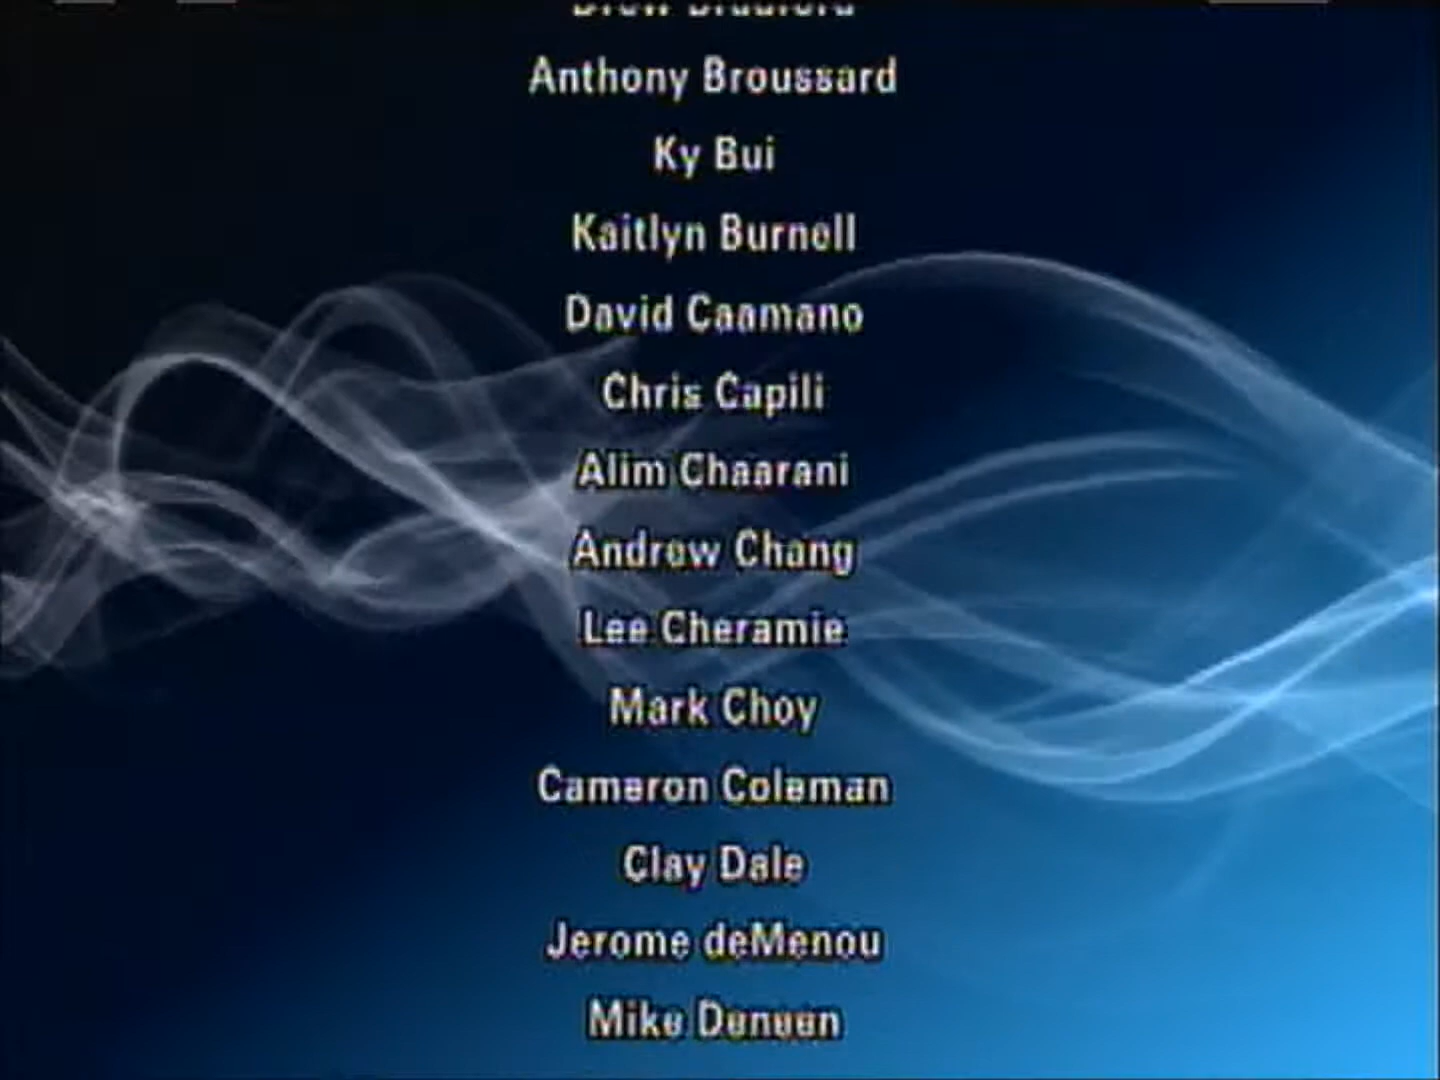 Anthony Broussard
Ky Bui
Kaitlyn Burnell
David Caamano
Chris Capili
Alim Chaarani
Andrew Chang
Lee Cheramie
Mark Choy
Cameron Coleman
Clay Dale
Jerome deMenou
Mike Deneen